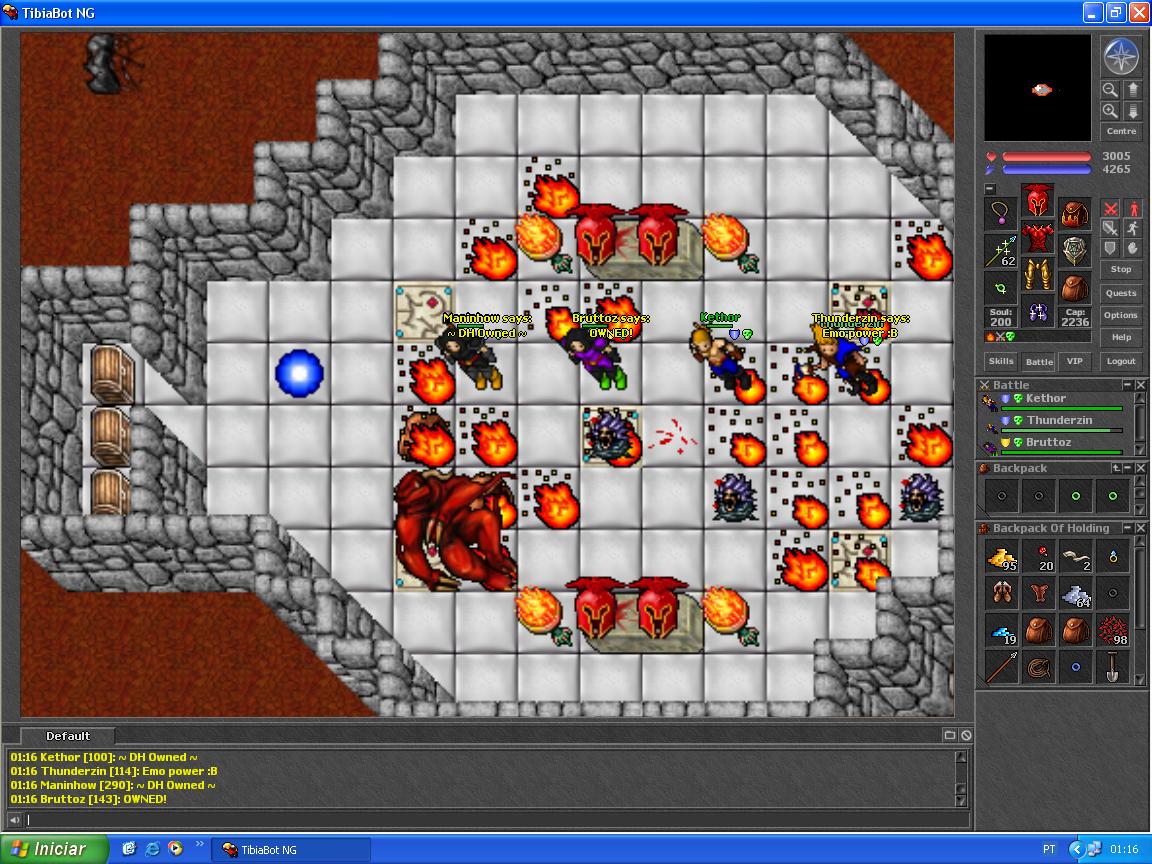 TibiaBot NG
Centre
3005
4265
62
Soul:
200
Cap:
2236
Stop
Quests
Options
Help
Skills
Battle
VIP
Logout
Maninhow says:
~ DH Owned ~
Bruttoz says:
OWNED!
Kethor
Thunderzin says:
Thunderzin
Emo power :B
Battle
Kethor
Thunderzin
Bruttoz
Backpack
Backpack Of Holding
95
20
2
64
19
98
Default
01:16 Kethor [100]: ~ DH Owned ~
01:16 Thunderzin [114]: Emo power :B
01:16 Maninhow [290]: ~ DH Owned ~
01:16 Bruttoz [143]: OWNED!
Iniciar
TibiaBot NG
PT
01:16